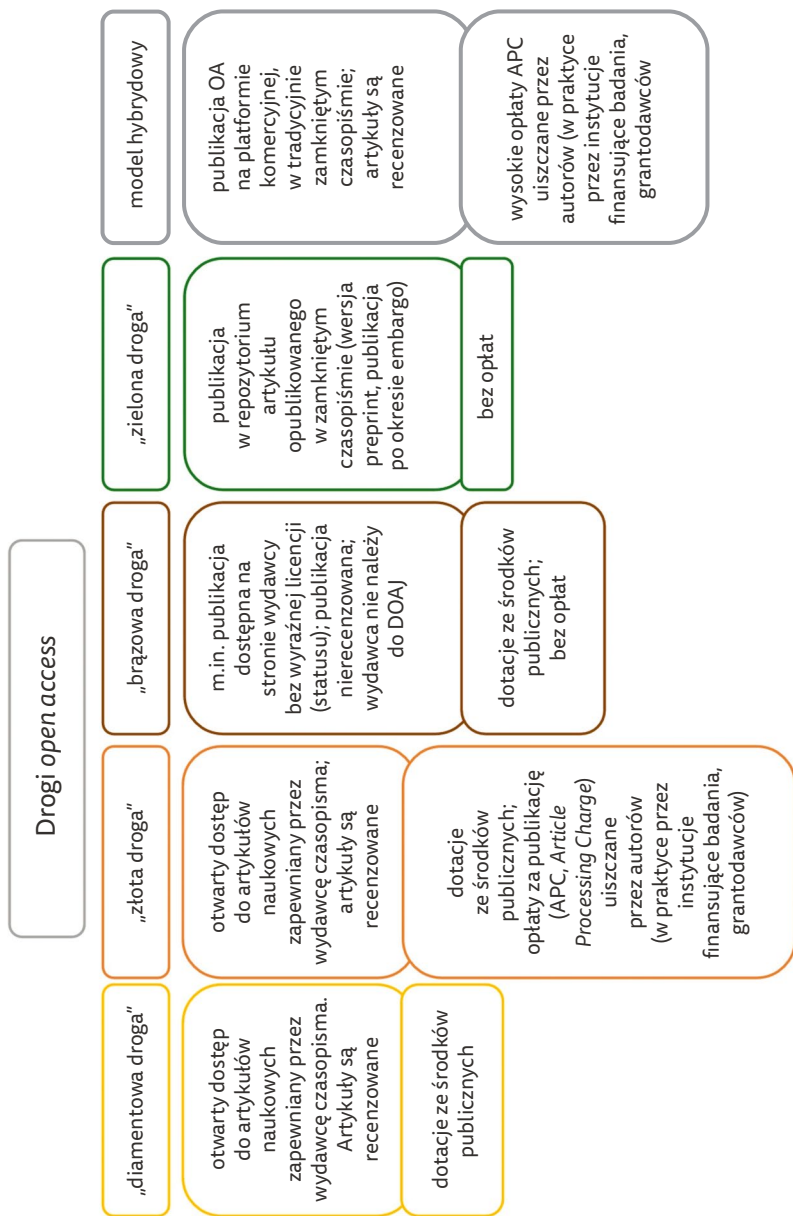 Drogi open access
„diamentowa droga”
otwarty dostęp
do artykułów
naukowych
zapewniany przez
wydawcę czasopisma.
Artykuły są
recenzowane
dotacje ze środków
publicznych
„złota droga”
otwarty dostęp
do artykułów
naukowych
zapewniany przez
wydawcę czasopisma;
artykuły są
recenzowane
dotacje
ze środków
publicznych;
opłaty za publikację
(APC, Article
Processing Charge)
uiszczane
przez autorów
(w praktyce przez
instytucje
finansujące badania,
grantodawców)
„brązowa droga”
m.in. publikacja
dostępna na
stronie wydawcy
bez wyraźnej licencji
(statusu); publikacja
nierecenzowana;
wydawca nie należy
do DOAJ
dotacje ze środków
publicznych;
bez opłat
„zielona droga”
publikacja
w repozytorium
artykułu
opublikowanego
w zamkniętym
czasopiśmie (wersja
preprint, publikacja
po okresie embargo)
bez opłat
model hybrydowy
publikacja OA
na platformie
komercyjnej,
w tradycyjnie
zamkniętym
czasopiśmie;
artykuły są
recenzowane
wysokie opłaty APC
uiszczane przez
autorów (w praktyce
przez instytucje
finansujące badania,
grantodawców